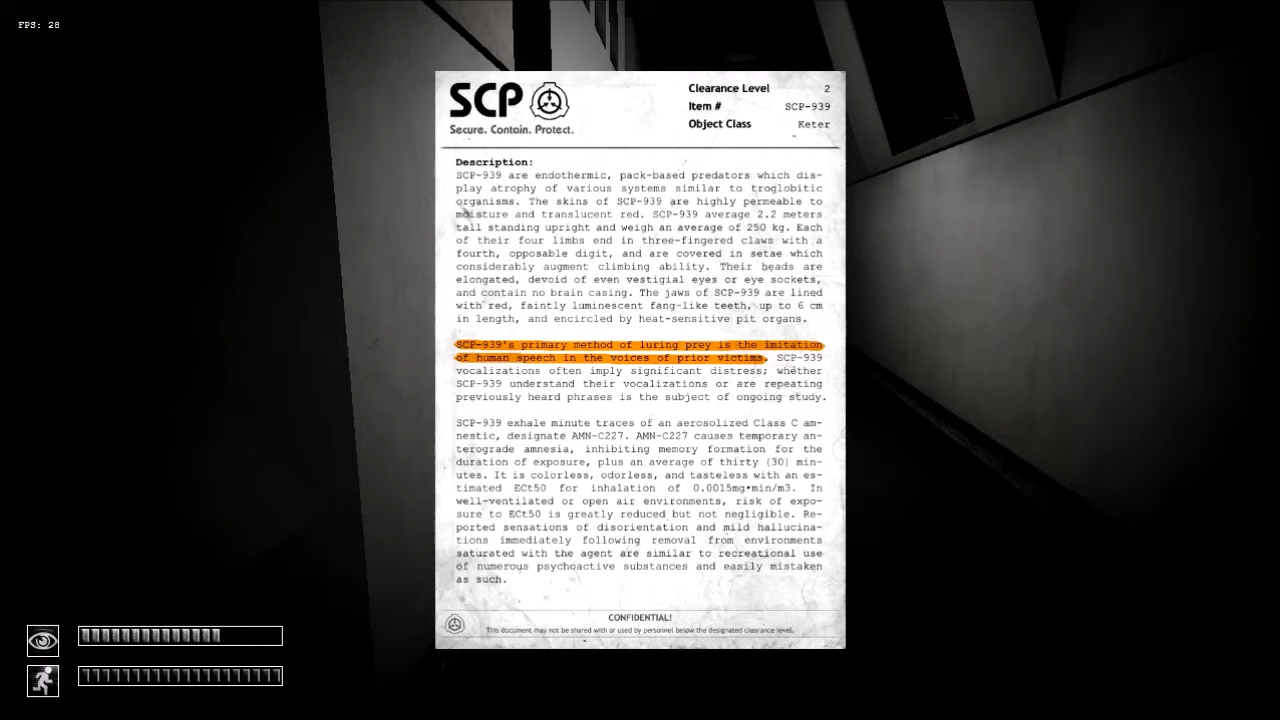 FPS: 28
SCP
Secure. Contain. Protect.
Clearance Level 2
Item # SCP-939
Object Class Keter
Description:
SCP-939 are endothermic, pack-based predators which dis-
play atrophy of various systems similar to troglobitic
organisms. The skins of SCP-939 are highly permeable to
moisture and translucent red. SCP-939 average 2.2 meters
tall standing upright and weigh an average of 250 kg. Each
of their four limbs end in three-fingered claws with a
fourth, opposable digit, and are covered in setae which
considerably augment climbing ability. Their heads are
elongated, devoid of even vestigial eyes or eye sockets,
and contain no brain casing. The jaws of SCP-939 are lined
with red, faintly luminescent fang-like teeth, up to 6 cm
in length, and encircled by heat-sensitive pit organs.
SCP-939's primary method of luring prey is the imitation
of human speech in the voices of prior victims. SCP-939
vocalizations often imply significant distress; whether
SCP-939 understand their vocalizations or are repeating
previously heard phrases is the subject of ongoing study.
SCP-939 exhale minute traces of an aerosolized Class C am-
nestic, designate AMN-C227. AMN-C227 causes temporary an-
terograde amnesia, inhibiting memory formation for the
duration of exposure, plus an average of thirty (30) min-
utes. It is colorless, odorless, and tasteless with an es-
timated ECt50 for inhalation of 0.0015mg•min/m3. In
well-ventilated or open air environments, risk of expo-
sure to ECt50 is greatly reduced but not negligible. Re-
ported sensations of disorientation and mild hallucina-
tions immediately following removal from environments
saturated with the agent are similar to recreational use
of numerous psychoactive substances and easily mistaken
as such.
CONFIDENTIAL!
This document may not be shared with or used by personnel below the designated clearance level.